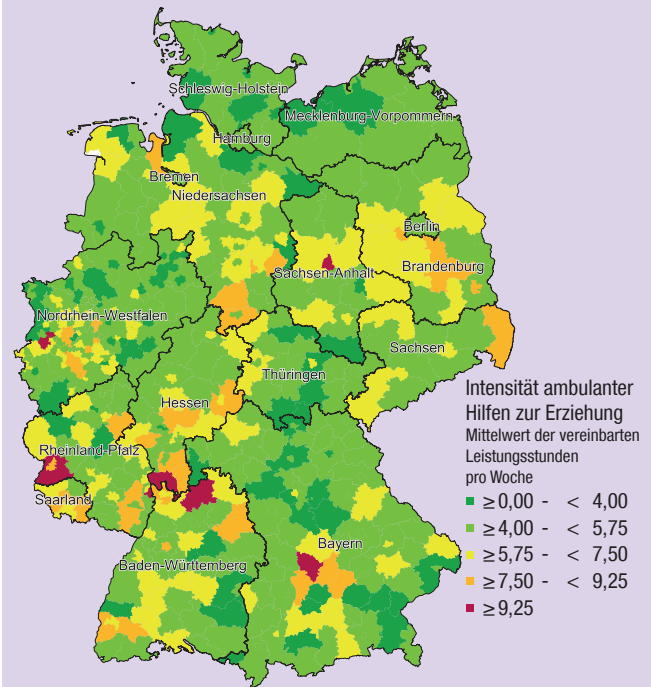 Schleswig-Holstein
Mecklenburg-Vorpommern
Hamburg
Bremen
Niedersachsen
Berlin
Sachsen-Anhalt
Brandenburg
Nordrhein-Westfalen
Sachsen
Thüringen
Hessen
Rheinland-Pfalz
Saarland
Bayern
Baden-Württemberg
Intensität ambulanter
Hilfen zur Erziehung
Mittelwert der vereinbarten
Leistungsstunden
pro Woche
≥0,00 - < 4,00
≥4,00 - < 5,75
≥5,75 - < 7,50
≥7,50 - < 9,25
≥9,25